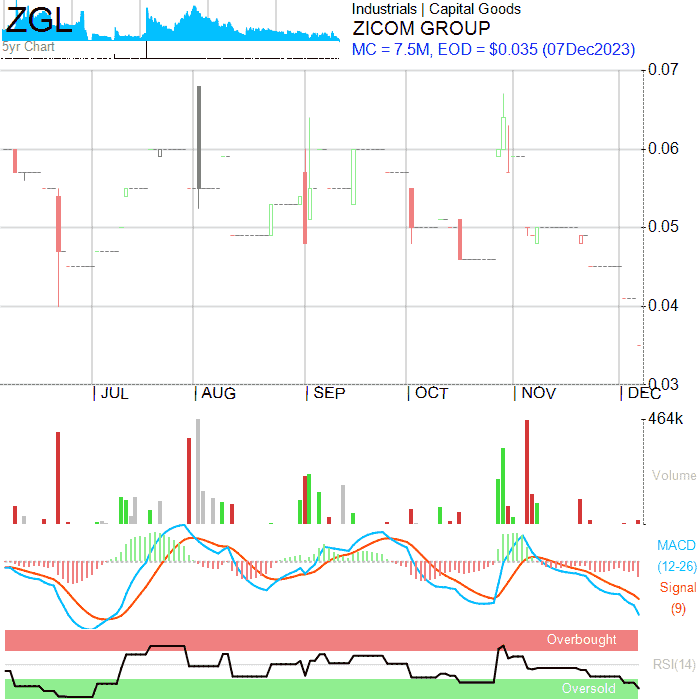 ZGL
5yr Chart
Industrials | Capital Goods
ZICOM GROUP
MC = 7.5M, EOD = $0.035 (07Dec2023)
0.07
0.06
0.05
0.04
0.03
JUL AUG SEP OCT NOV DEC
464k
Volume
MACD
(12-26)
Signal
(9)
Overbought
RSI(14)
Oversold